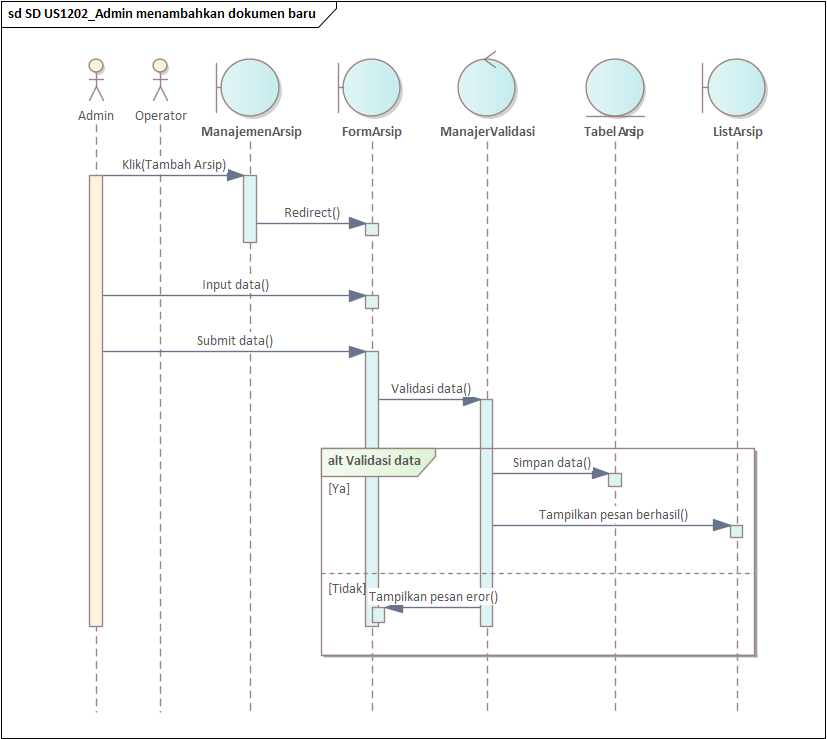 sd SD US1202_Admin menambahkan dokumen baru
Admin
Operator
ManajemenArsip
FormArsip
ManajerValidasi
Tabel Arsip
ListArsip
Klik(Tambah Arsip)
Redirect()
Input data()
Submit data()
Validasi data()
alt Validasi data
Simpan data()
[Ya]
Tampilkan pesan berhasil()
[Tidak]
Tampilkan pesan eror()